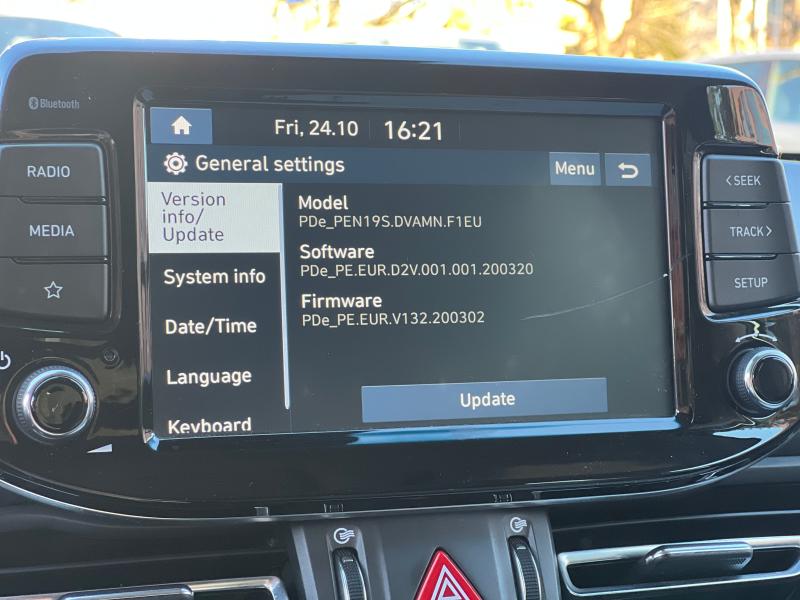 Bluetooth
Fri, 24.10 16:21
General settings
Menu
Version
info/
Update
System info
Date/Time
Language
Keyboard
Model
PDe_PEN19S.DVAMN.F1EU
Software
PDe_PE.EUR.D2V.001.001.200320
Firmware
PDe_PE.EUR.V132.200302
Update
RADIO
MEDIA
< SEEK
TRACK >
SETUP